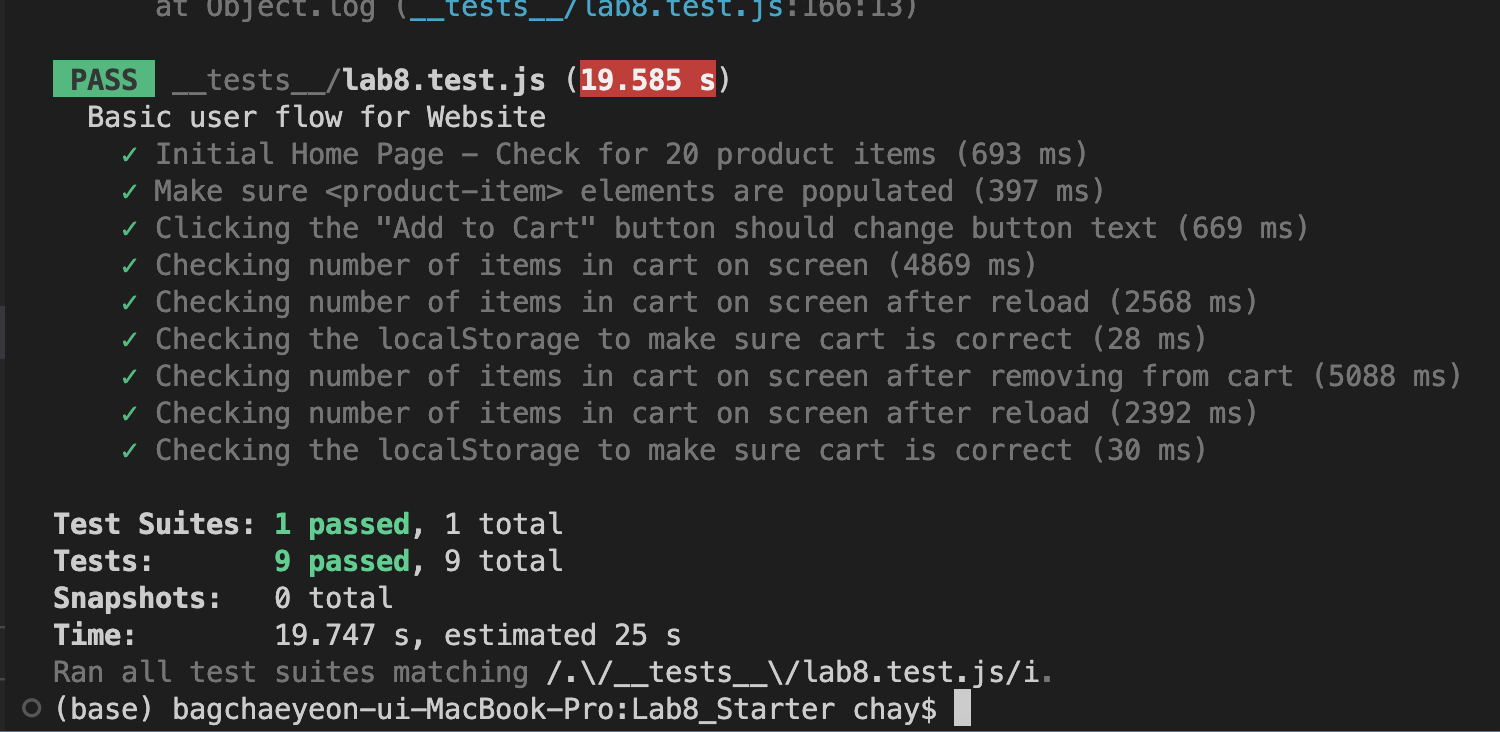 at Object.log (__tests__/lab8.test.js:166:13)
PASS __tests__/lab8.test.js (19.585 s)
Basic user flow for Website
✓ Initial Home Page – Check for 20 product items (693 ms)
✓ Make sure <product-item> elements are populated (397 ms)
✓ Clicking the "Add to Cart" button should change button text (669 ms)
✓ Checking number of items in cart on screen (4869 ms)
✓ Checking number of items in cart on screen after reload (2568 ms)
✓ Checking the localStorage to make sure cart is correct (28 ms)
✓ Checking number of items in cart on screen after removing from cart (5088 ms)
✓ Checking number of items in cart on screen after reload (2392 ms)
✓ Checking the localStorage to make sure cart is correct (30 ms)
Test Suites: 1 passed, 1 total
Tests: 9 passed, 9 total
Snapshots: 0 total
Time: 19.747 s, estimated 25 s
Ran all test suites matching /.\/__tests__\/lab8.test.js/i.
(base) bagchaeyeon-ui-MacBook-Pro:Lab8_Starter chay$